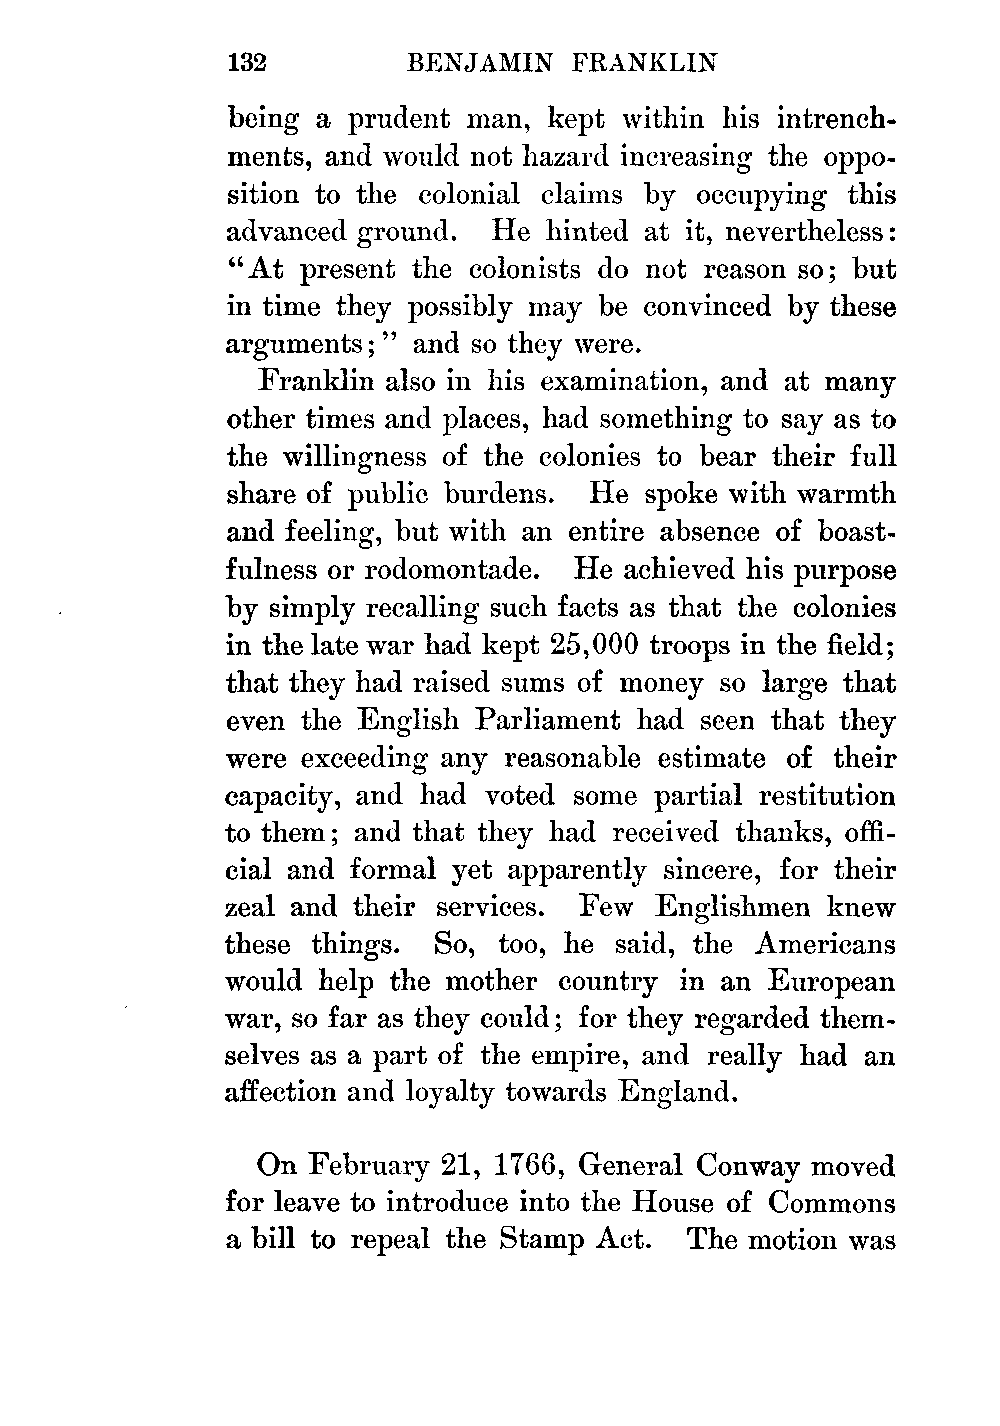 132 BENJAMIN FRANKLIN
being a prudent man, kept within his intrench-
ments, and would not hazard increasing the oppo-
sition to the colonial claims by occupying this
advanced ground. He hinted at it, nevertheless:
“At present the colonists do not reason so; but
in time they possibly may be convinced by these
arguments;” and so they were.
Franklin also in his examination, and at many
other times and places, had something to say as to
the willingness of the colonies to bear their full
share of public burdens. He spoke with warmth
and feeling, but with an entire absence of boast-
fulness or rodomontade. He achieved his purpose
by simply recalling such facts as that the colonies
in the late war had kept 25,000 troops in the field;
that they had raised sums of money so large that
even the English Parliament had seen that they
were exceeding any reasonable estimate of their
capacity, and had voted some partial restitution
to them; and that they had received thanks, offi-
cial and formal yet apparently sincere, for their
zeal and their services. Few Englishmen knew
these things. So, too, he said, the Americans
would help the mother country in an European
war, so far as they could; for they regarded them-
selves as a part of the empire, and really had an
affection and loyalty towards England.
On February 21, 1766, General Conway moved
for leave to introduce into the House of Commons
a bill to repeal the Stamp Act. The motion was